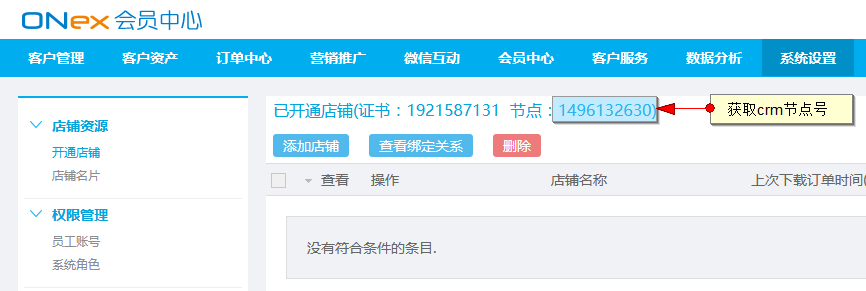 ONex 会员中心
客户管理 客户资产 订单中心 营销推广 微信互动 会员中心 客户服务 数据分析 系统设置
店铺资源
开通店铺
店铺名片
权限管理
员工账号
系统角色
已开通店铺(证书：1921587131 节点：1496132630)
获取crm节点号
添加店铺 查看绑定关系 删除
查看 操作 店铺名称 上次下载订单时间(
没有符合条件的条目.